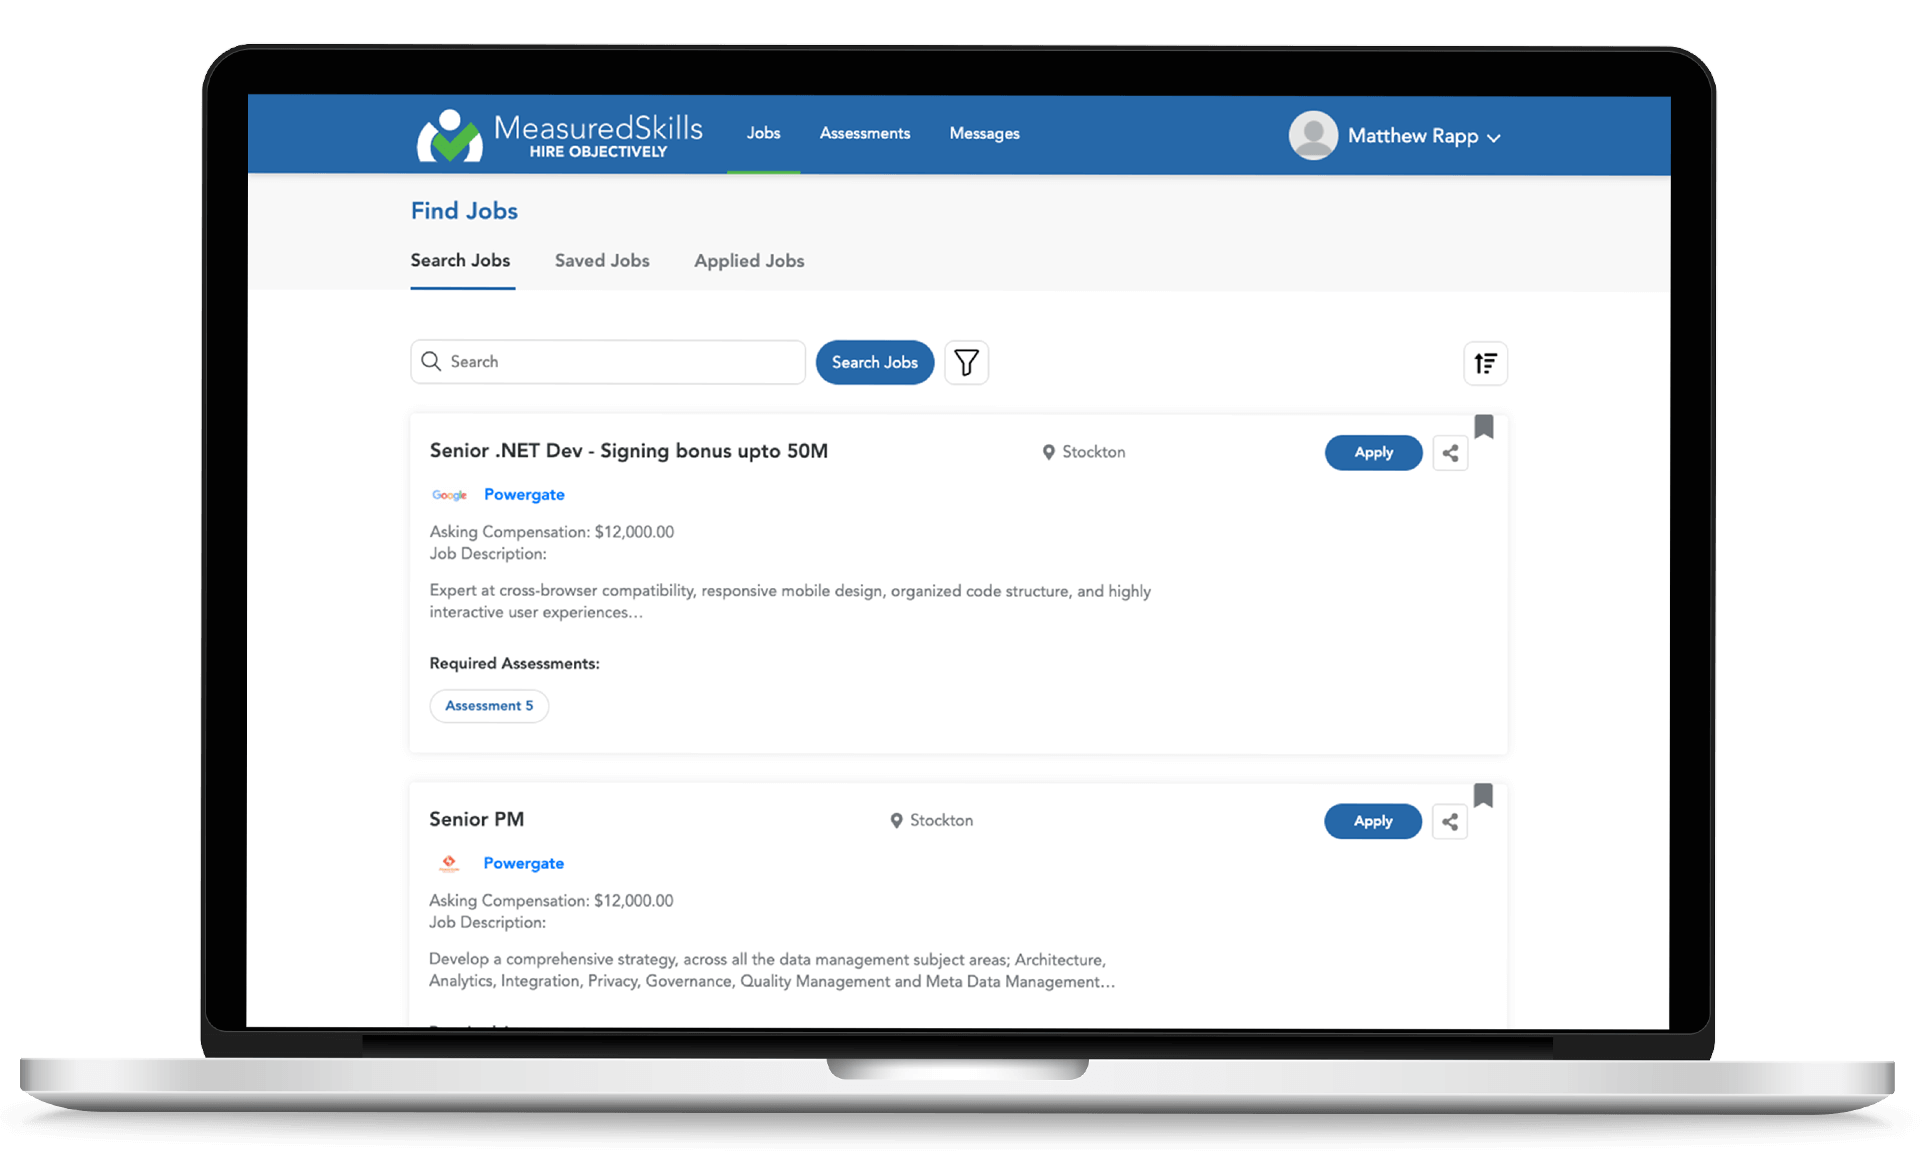 MeasuredSkills
HIRE OBJECTIVELY
Jobs
Assessments
Messages
Matthew Rapp
Find Jobs
Search Jobs
Saved Jobs
Applied Jobs
Search
Search Jobs
Senior .NET Dev - Signing bonus upto 50M
Stockton
Apply
Google
Powergate
Asking Compensation: $12,000.00
Job Description:
Expert at cross-browser compatibility, responsive mobile design, organized code structure, and highly
interactive user experiences...
Required Assessments:
Assessment 5
Senior PM
Stockton
Apply
Powergate
Asking Compensation: $12,000.00
Job Description:
Develop a comprehensive strategy, across all the data management subject areas; Architecture,
Analytics, Integration, Privacy, Governance, Quality Management and Meta Data Management...